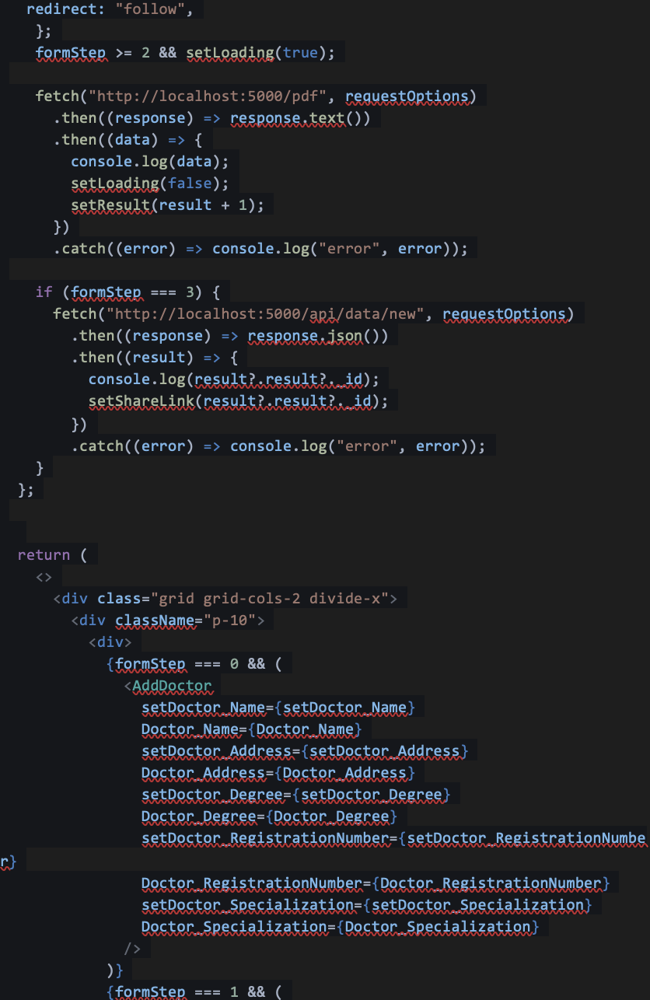 redirect: "follow",
};
formStep >= 2 && setLoading(true);
fetch("http://localhost:5000/pdf", requestOptions)
.then((response) => response.text())
.then((data) => {
console.log(data);
setLoading(false);
setResult(result + 1);
})
.catch((error) => console.log("error", error));
if (formStep === 3) {
fetch("http://localhost:5000/api/data/new", requestOptions)
.then((response) => response.json())
.then((result) => {
console.log(result?.result?._id);
setShareLink(result?.result?._id);
})
.catch((error) => console.log("error", error));
}
};
return (
<>
<div class="grid grid-cols-2 divide-x">
<div className="p-10">
<div>
{formStep === 0 && (
<AddDoctor
setDoctor_Name={setDoctor_Name}
Doctor_Name={Doctor_Name}
setDoctor_Address={setDoctor_Address}
Doctor_Address={Doctor_Address}
setDoctor_Degree={setDoctor_Degree}
Doctor_Degree={Doctor_Degree}
setDoctor_RegistrationNumber={setDoctor_RegistrationNumbe
r}
Doctor_RegistrationNumber={Doctor_RegistrationNumber}
setDoctor_Specialization={setDoctor_Specialization}
Doctor_Specialization={Doctor_Specialization}
/>
)}
{formStep === 1 && (